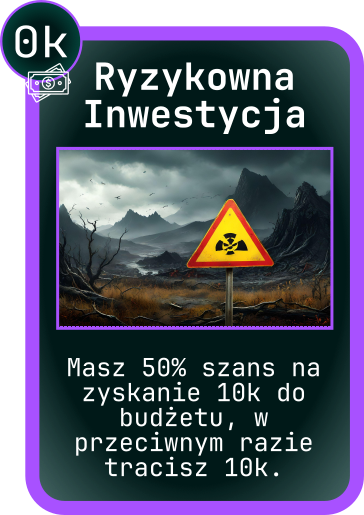 0k
Ryzykowna
Inwestycja
Masz 50% szans na
zyskanie 10k do
budżetu, w
przeciwnym razie
tracisz 10k.